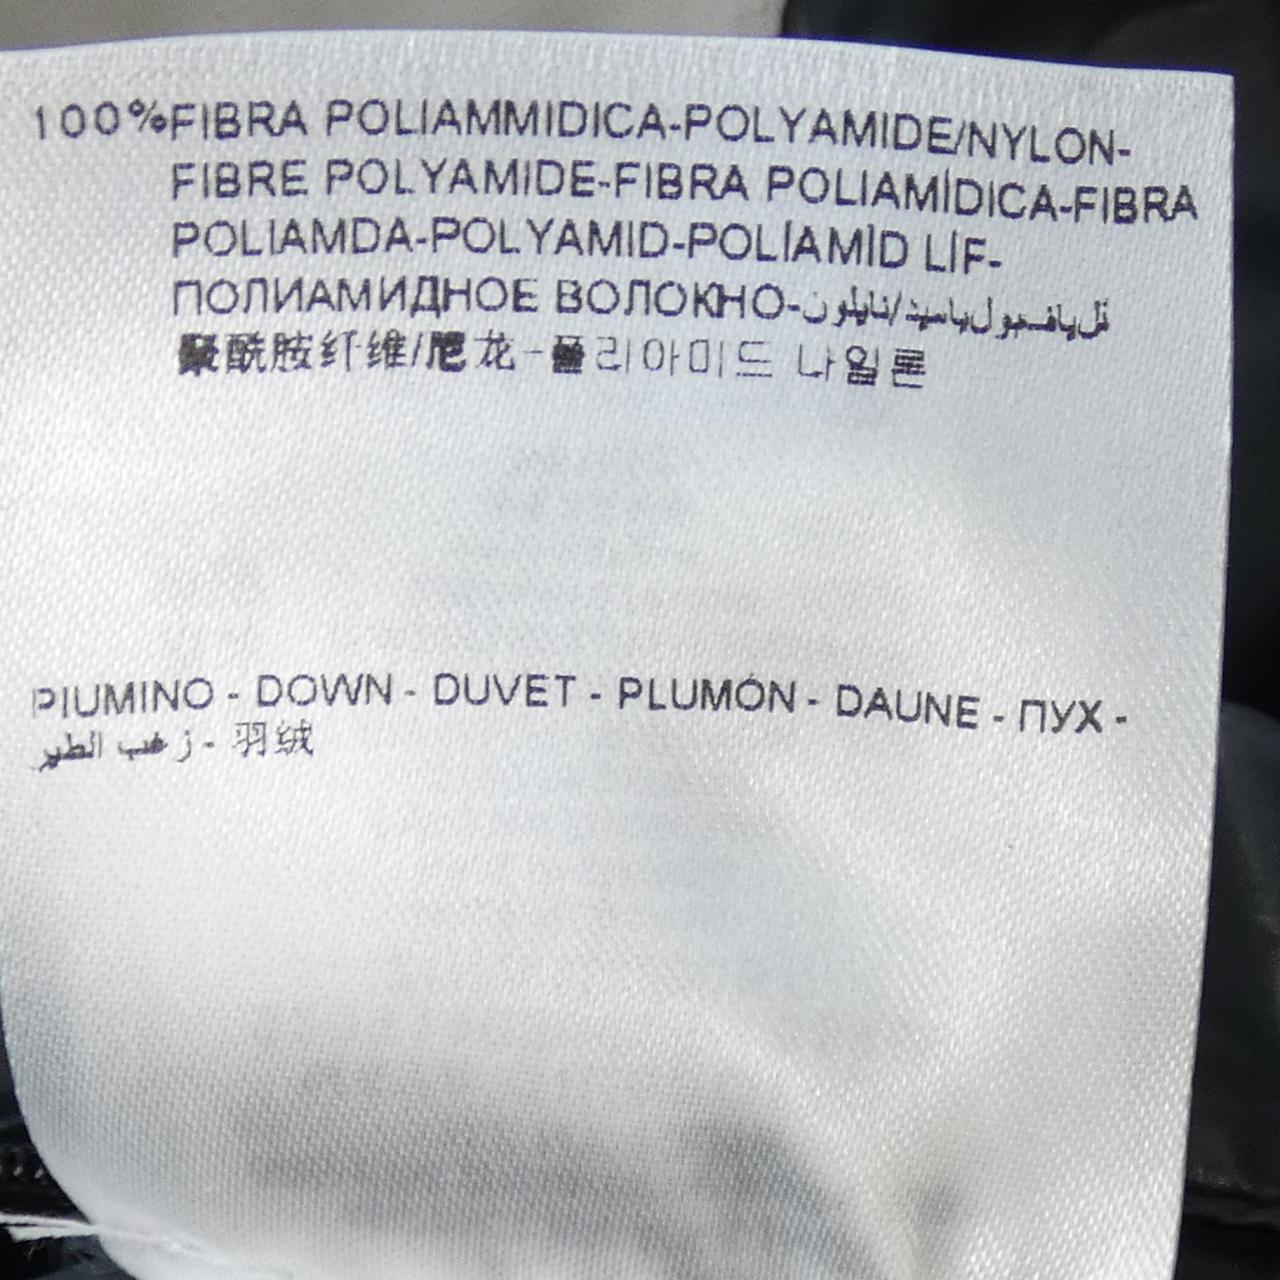 100%FIBRA POLIAMMIDICA-POLYAMIDE/NYLON-
FIBRE POLYAMIDE-FIBRA POLIAMÍDICA-FIBRA
POLIAMDA-POLYAMID-POLİAMİD LİF-
ПОЛИАМИДНОЕ ВОЛОКНО-
聚酰胺纤维/尼龙-폴리아미드 나일론
PIUMINO - DOWN - DUVET - PLUMÓN - DAUNE - ПУХ -
زغب الطير - 羽绒